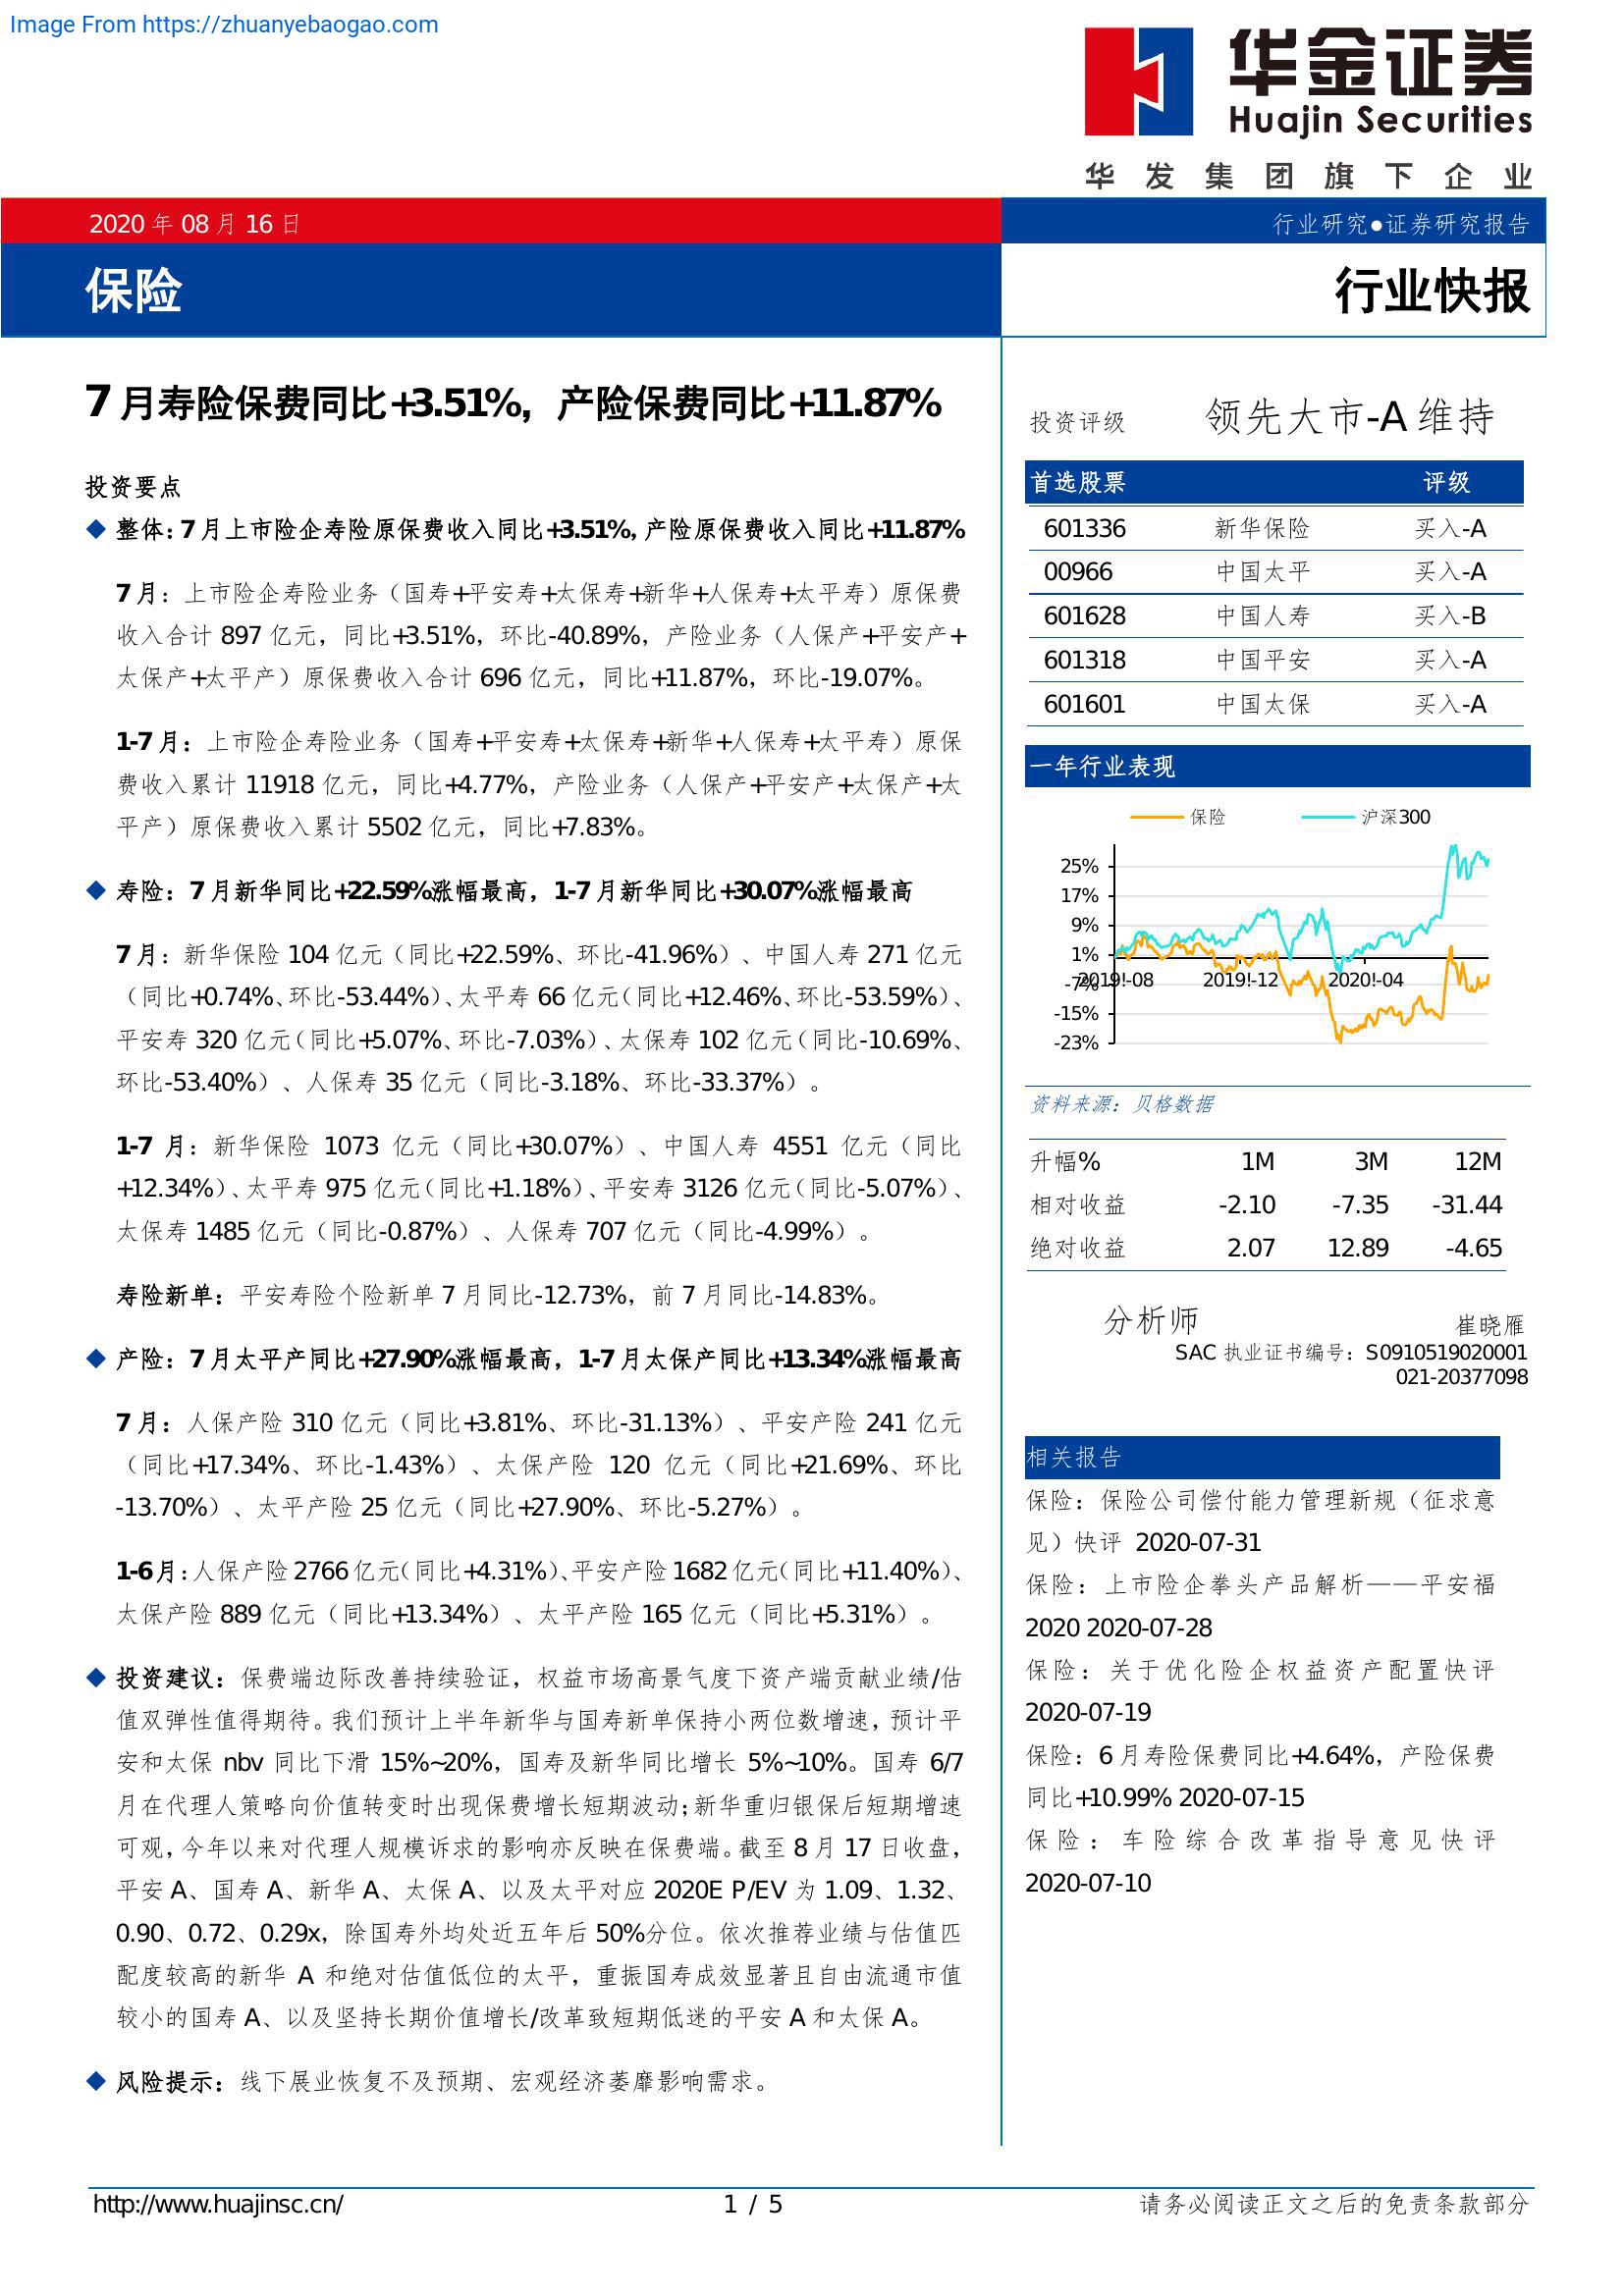 Image From https://zhuanyebaogao.com
华金证券
Huajin Securities
华发集团旗下企业
2020 年 08 月 16 日
行业研究●证券研究报告
保险
行业快报
7 月寿险保费同比+3.51%，产险保费同比+11.87%
投资要点
◆ 整体：7 月上市险企寿险原保费收入同比+3.51%，产险原保费收入同比+11.87%
7 月：上市险企寿险业务（国寿+平安寿+太保寿+新华+人保寿+太平寿）原保费
收入合计 897 亿元，同比+3.51%，环比-40.89%，产险业务（人保产+平安产+
太保产+太平产）原保费收入合计 696 亿元，同比+11.87%，环比-19.07%。
1-7 月：上市险企寿险业务（国寿+平安寿+太保寿+新华+人保寿+太平寿）原保
费收入累计 11918 亿元，同比+4.77%，产险业务（人保产+平安产+太保产+太
平产）原保费收入累计 5502 亿元，同比+7.83%。
◆ 寿险：7 月新华同比+22.59%涨幅最高，1-7 月新华同比+30.07%涨幅最高
7 月：新华保险 104 亿元（同比+22.59%、环比-41.96%）、中国人寿 271 亿元
（同比+0.74%、环比-53.44%）、太平寿 66 亿元（同比+12.46%、环比-53.59%）、
平安寿 320 亿元（同比+5.07%、环比-7.03%）、太保寿 102 亿元（同比-10.69%、
环比-53.40%）、人保寿 35 亿元（同比-3.18%、环比-33.37%）。
1-7 月：新华保险 1073 亿元（同比+30.07%）、中国人寿 4551 亿元（同比
+12.34%）、太平寿 975 亿元（同比+1.18%）、平安寿 3126 亿元（同比-5.07%）、
太保寿 1485 亿元（同比-0.87%）、人保寿 707 亿元（同比-4.99%）。
寿险新单：平安寿险个险新单 7 月同比-12.73%，前 7 月同比-14.83%。
◆ 产险：7 月太平产同比+27.90%涨幅最高，1-7 月太保产同比+13.34%涨幅最高
7 月：人保产险 310 亿元（同比+3.81%、环比-31.13%）、平安产险 241 亿元
（同比+17.34%、环比-1.43%）、太保产险 120 亿元（同比+21.69%、环比
-13.70%）、太平产险 25 亿元（同比+27.90%、环比-5.27%）。
1-6 月：人保产险 2766 亿元（同比+4.31%）、平安产险 1682 亿元（同比+11.40%）、
太保产险 889 亿元（同比+13.34%）、太平产险 165 亿元（同比+5.31%）。
◆ 投资建议：保费端边际改善持续验证，权益市场高景气度下资产端贡献业绩/估
值双弹性值得期待。我们预计上半年新华与国寿新单保持小两位数增速，预计平
安和太保 nbv 同比下滑 15%~20%，国寿及新华同比增长 5%~10%。国寿 6/7
月在代理人策略向价值转变时出现保费增长短期波动；新华重归银保后短期增速
可观，今年以来对代理人规模诉求的影响亦反映在保费端。截至 8 月 17 日收盘，
平安 A、国寿 A、新华 A、太保 A、以及太平对应 2020E P/EV 为 1.09、1.32、
0.90、0.72、0.29x，除国寿外均处近五年后 50%分位。依次推荐业绩与估值匹
配度较高的新华 A 和绝对估值低位的太平，重振国寿成效显著且自由流通市值
较小的国寿 A、以及坚持长期价值增长/改革致短期低迷的平安 A 和太保 A。
◆ 风险提示：线下展业恢复不及预期、宏观经济萎靡影响需求。
投资评级 领先大市-A 维持
首选股票 评级
601336 新华保险 买入-A
00966 中国太平 买入-A
601628 中国人寿 买入-B
601318 中国平安 买入-A
601601 中国太保 买入-A
一年行业表现
保险 沪深300
25%
17%
9%
1%
-7%
-15%
-23%
2019!-08 2019!-12 2020!-04
资料来源：贝格数据
升幅% 1M 3M 12M
相对收益 -2.10 -7.35 -31.44
绝对收益 2.07 12.89 -4.65
分析师 崔晓雁
SAC 执业证书编号：S0910519020001
021-20377098
相关报告
保险：保险公司偿付能力管理新规（征求意
见）快评 2020-07-31
保险：上市险企拳头产品解析——平安福
2020 2020-07-28
保险：关于优化险企权益资产配置快评
2020-07-19
保险：6 月寿险保费同比+4.64%，产险保费
同比+10.99% 2020-07-15
保险：车险综合改革指导意见快评
2020-07-10
http://www.huajinsc.cn/
1 / 5
请务必阅读正文之后的免责条款部分